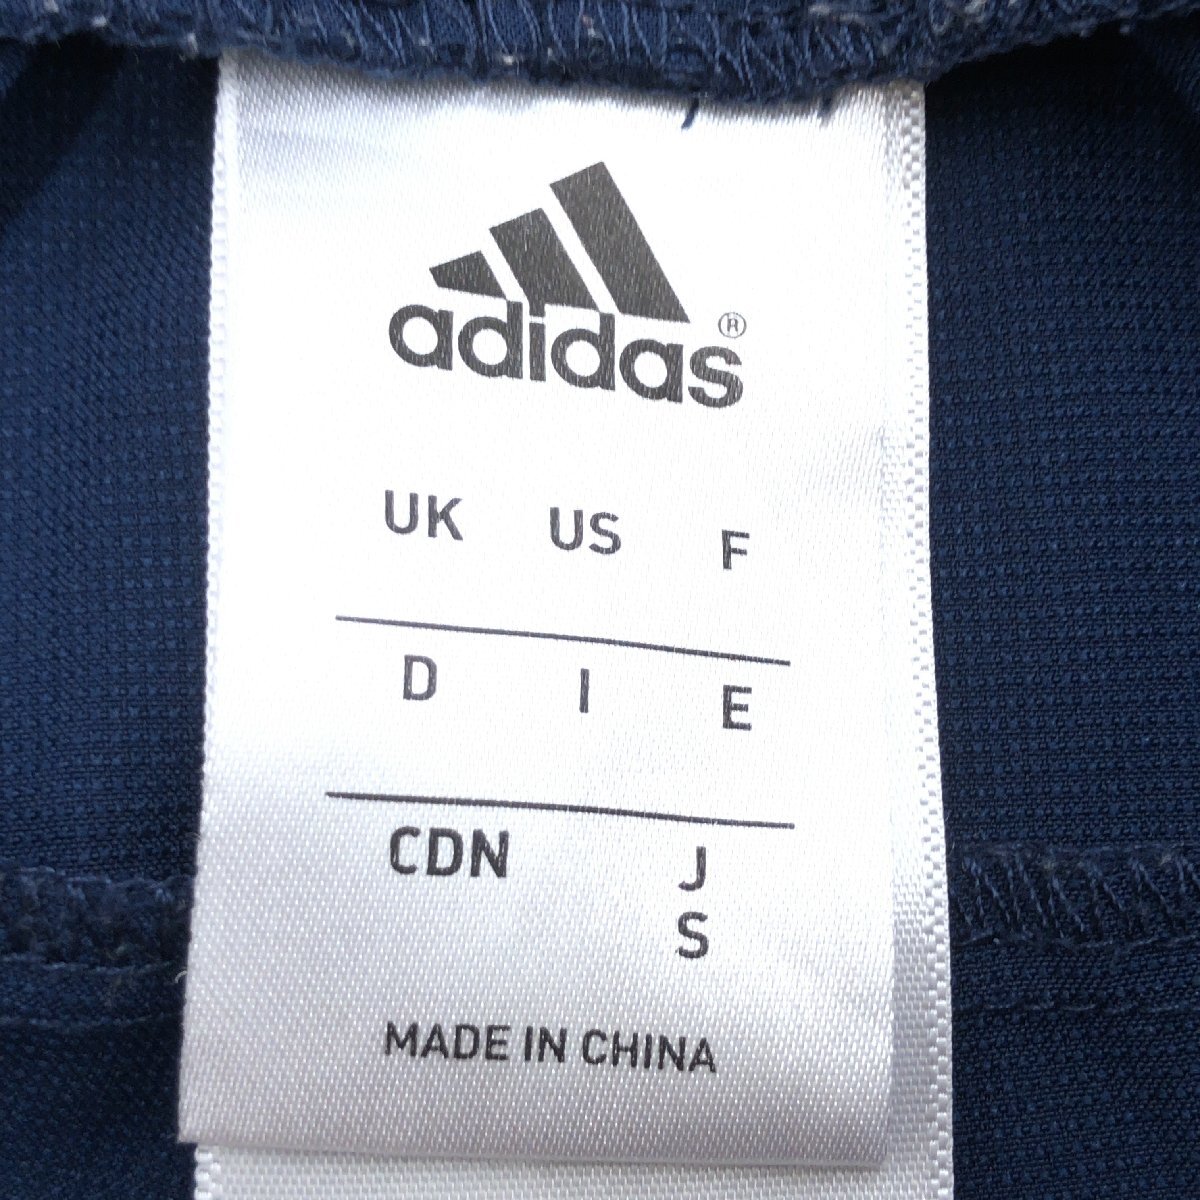 adidas®
UK US F
D I E
CDN J
S
MADE IN CHINA